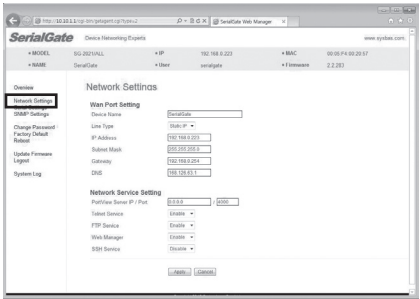 http://10.10.1.1/cgi-bin/gateagent.cgi?type=2
SerialGate Web Manager
SerialGate
Device Networking Experts
www.sysbas.com
MODEL SG-2021/ALL IP 192.168.0.223 MAC 00:05:F4:00:29:57
NAME SerialGate User serialgate Firmware 2.2.283
Overview
Network Settings
SNMP Settings
Change Password
Factory Default
Reboot
Update Firmware
Logout
System Log
Network Settings
Wan Port Setting
Device Name SerialGate
Line Type Static IP
IP Address 192.168.0.223
Subnet Mask 255.255.255.0
Gateway 192.168.0.254
DNS 168.126.63.1
Network Service Setting
PortView Server IP / Port 0.0.0.0 / 4000
Telnet Service Enable
FTP Service Enable
Web Manager Enable
SSH Service Disable
Apply Cancel